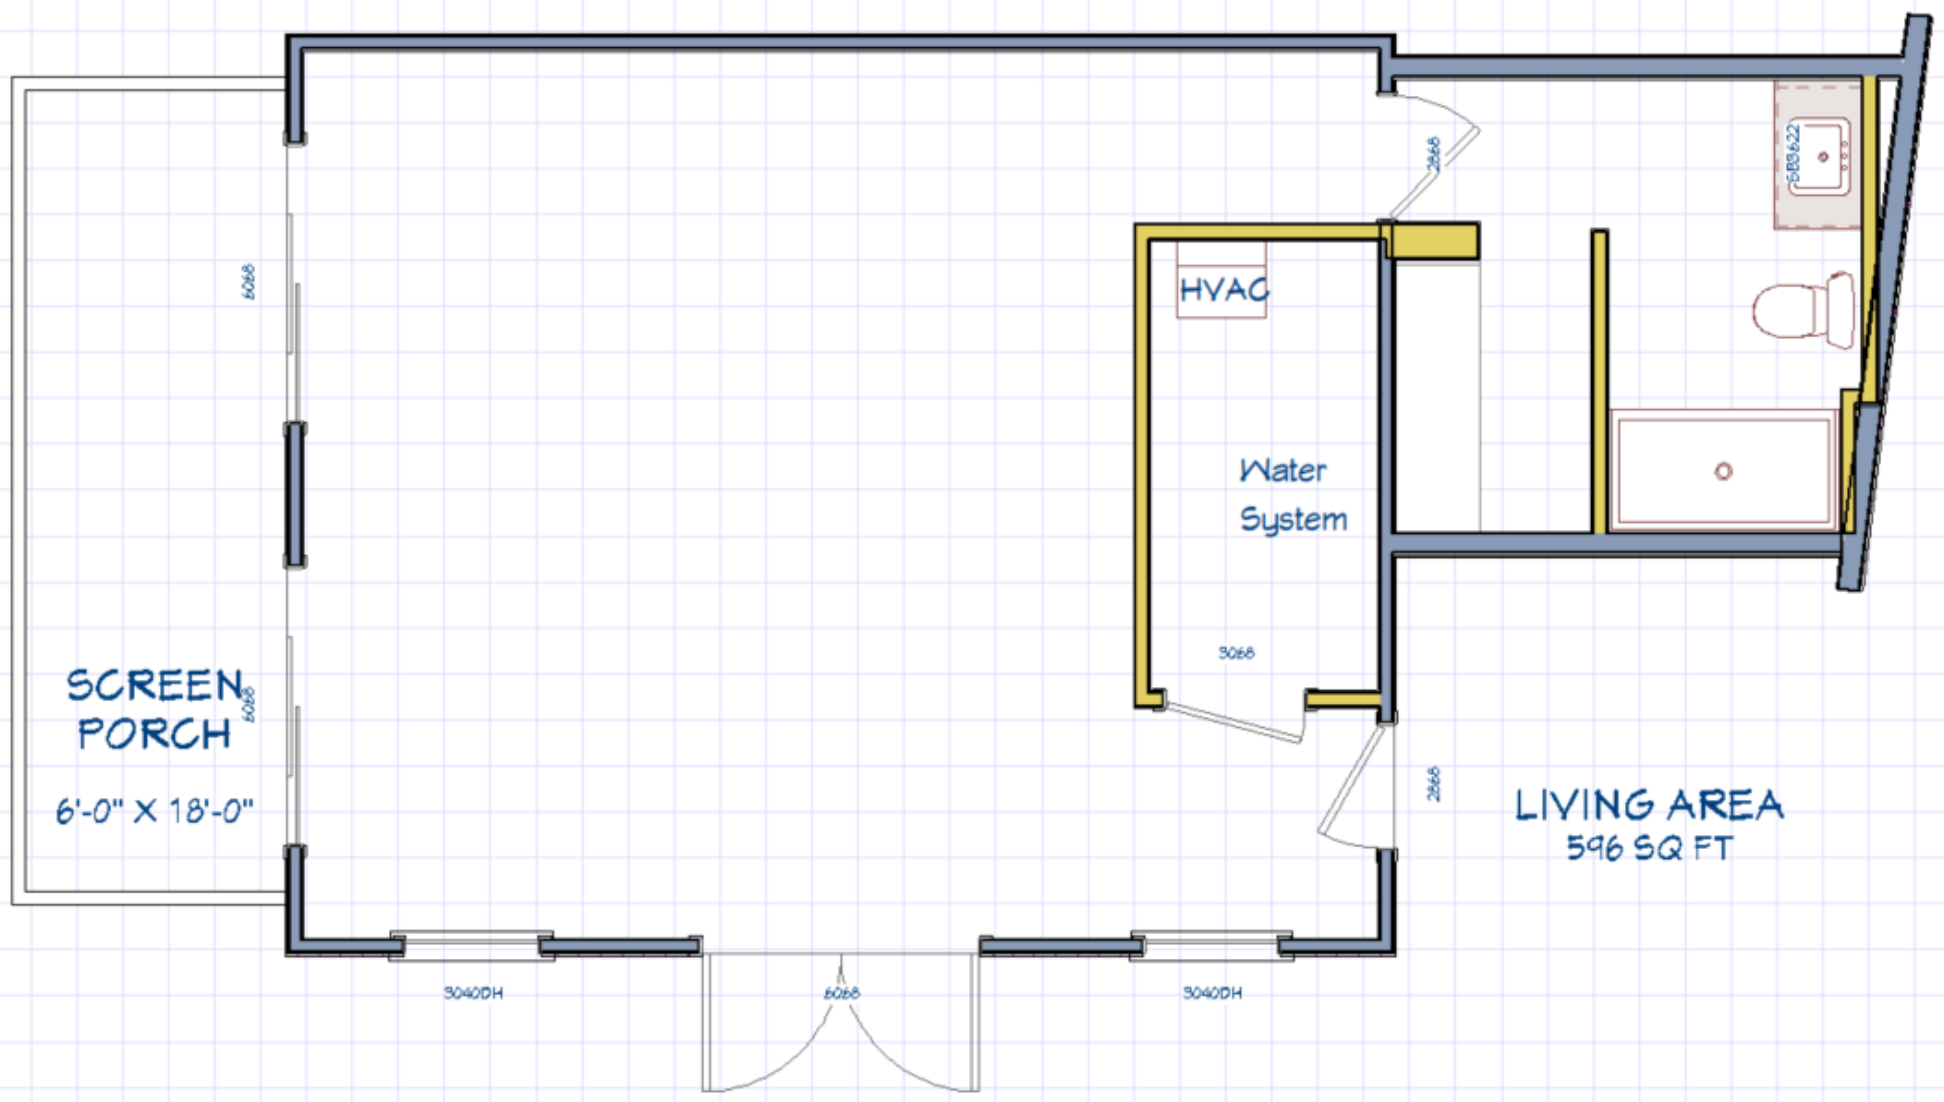 2868
SB3622
6068
HVAC
Water
System
3068
SCREEN
PORCH
6068
6'-0" X 18'-0"
2868
LIVING AREA
596 SQ FT
3040DH
6068
3040DH